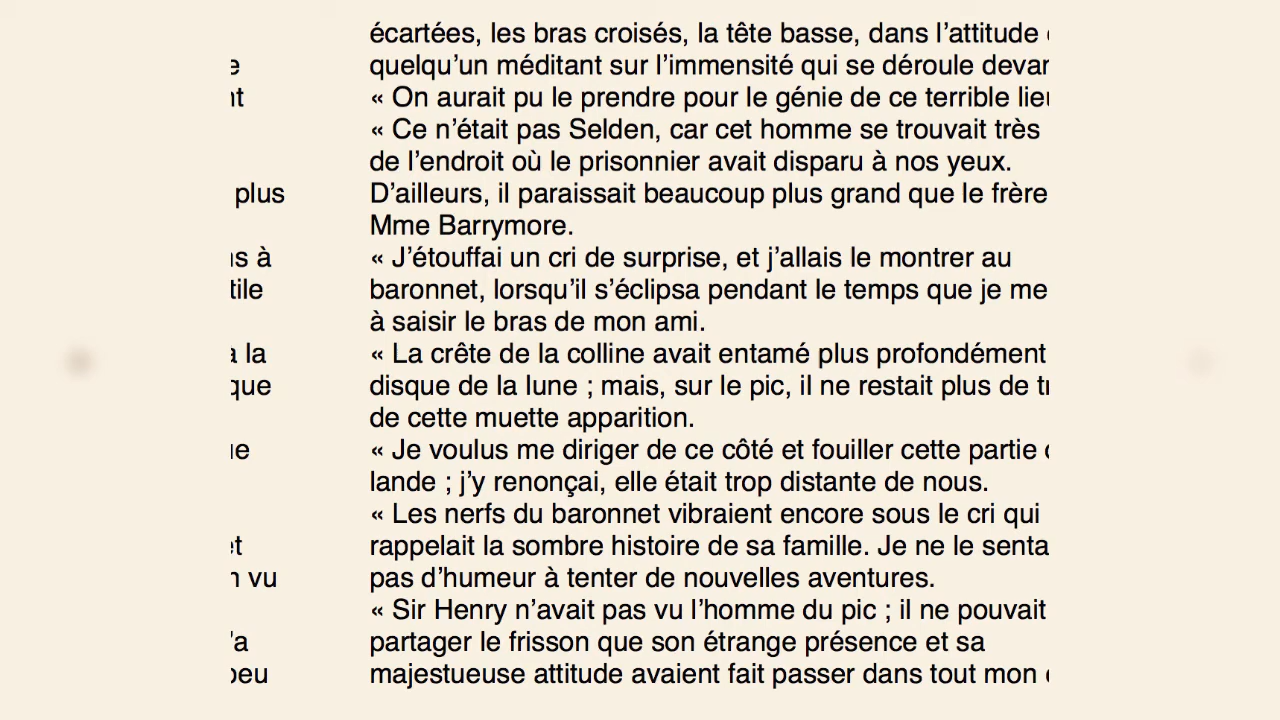 plus
à
la
vu
écartées, les bras croisés, la tête basse, dans l’attitude
quelqu’un méditant sur l’immensité qui se déroule
« On aurait pu le prendre pour le génie de ce terrible
« Ce n’était pas Selden, car cet homme se trouvait très
de l’endroit où le prisonnier avait disparu à nos yeux.
D’ailleurs, il paraissait beaucoup plus grand que le frère
Mme Barrymore.
« J’étouffai un cri de surprise, et j’allais le montrer au
baronnet, lorsqu’il s’éclipsa pendant le temps que je me
à saisir le bras de mon ami.
« La crête de la colline avait entamé plus profondément
disque de la lune ; mais, sur le pic, il ne restait plus de
de cette muette apparition.
« Je voulus me diriger de ce côté et fouiller cette partie
lande ; j’y renonçai, elle était trop distante de nous.
« Les nerfs du baronnet vibraient encore sous le cri qui
rappelait la sombre histoire de sa famille. Je ne le
pas d’humeur à tenter de nouvelles aventures.
« Sir Henry n’avait pas vu l’homme du pic ; il ne pouvait
partager le frisson que son étrange présence et sa
majestueuse attitude avaient fait passer dans tout mon